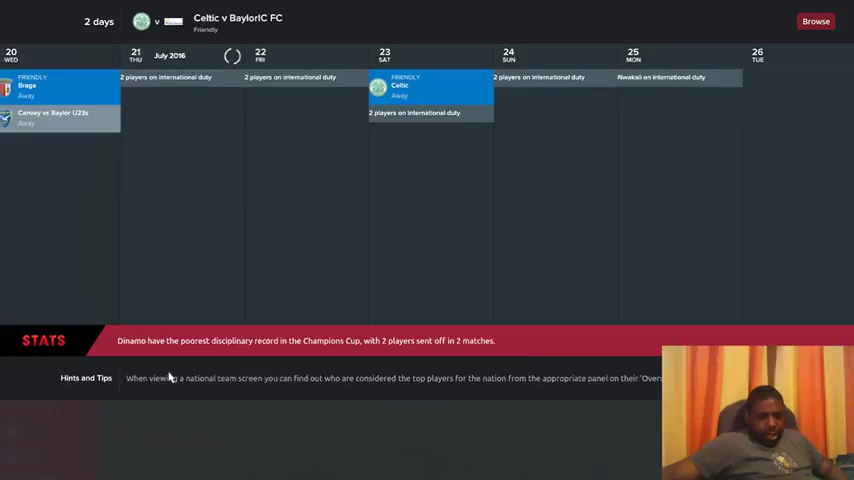 2 days
v
Celtic v BaylorIC FC
Friendly
Browse
20
WED
21
THU
July 2016
22
FRI
23
SAT
24
SUN
25
MON
26
TUE
FRIENDLY
Braga
Away
2 players on international duty
2 players on international duty
FRIENDLY
Celtic
Away
2 players on international duty
Nwakali on international duty
Canvey vs Baylor U23s
Away
2 players on international duty
STATS
Dinamo have the poorest disciplinary record in the Champions Cup, with 2 players sent off in 2 matches.
Hints and Tips
When viewing a national team screen you can find out who are considered the top players for the nation from the appropriate panel on their